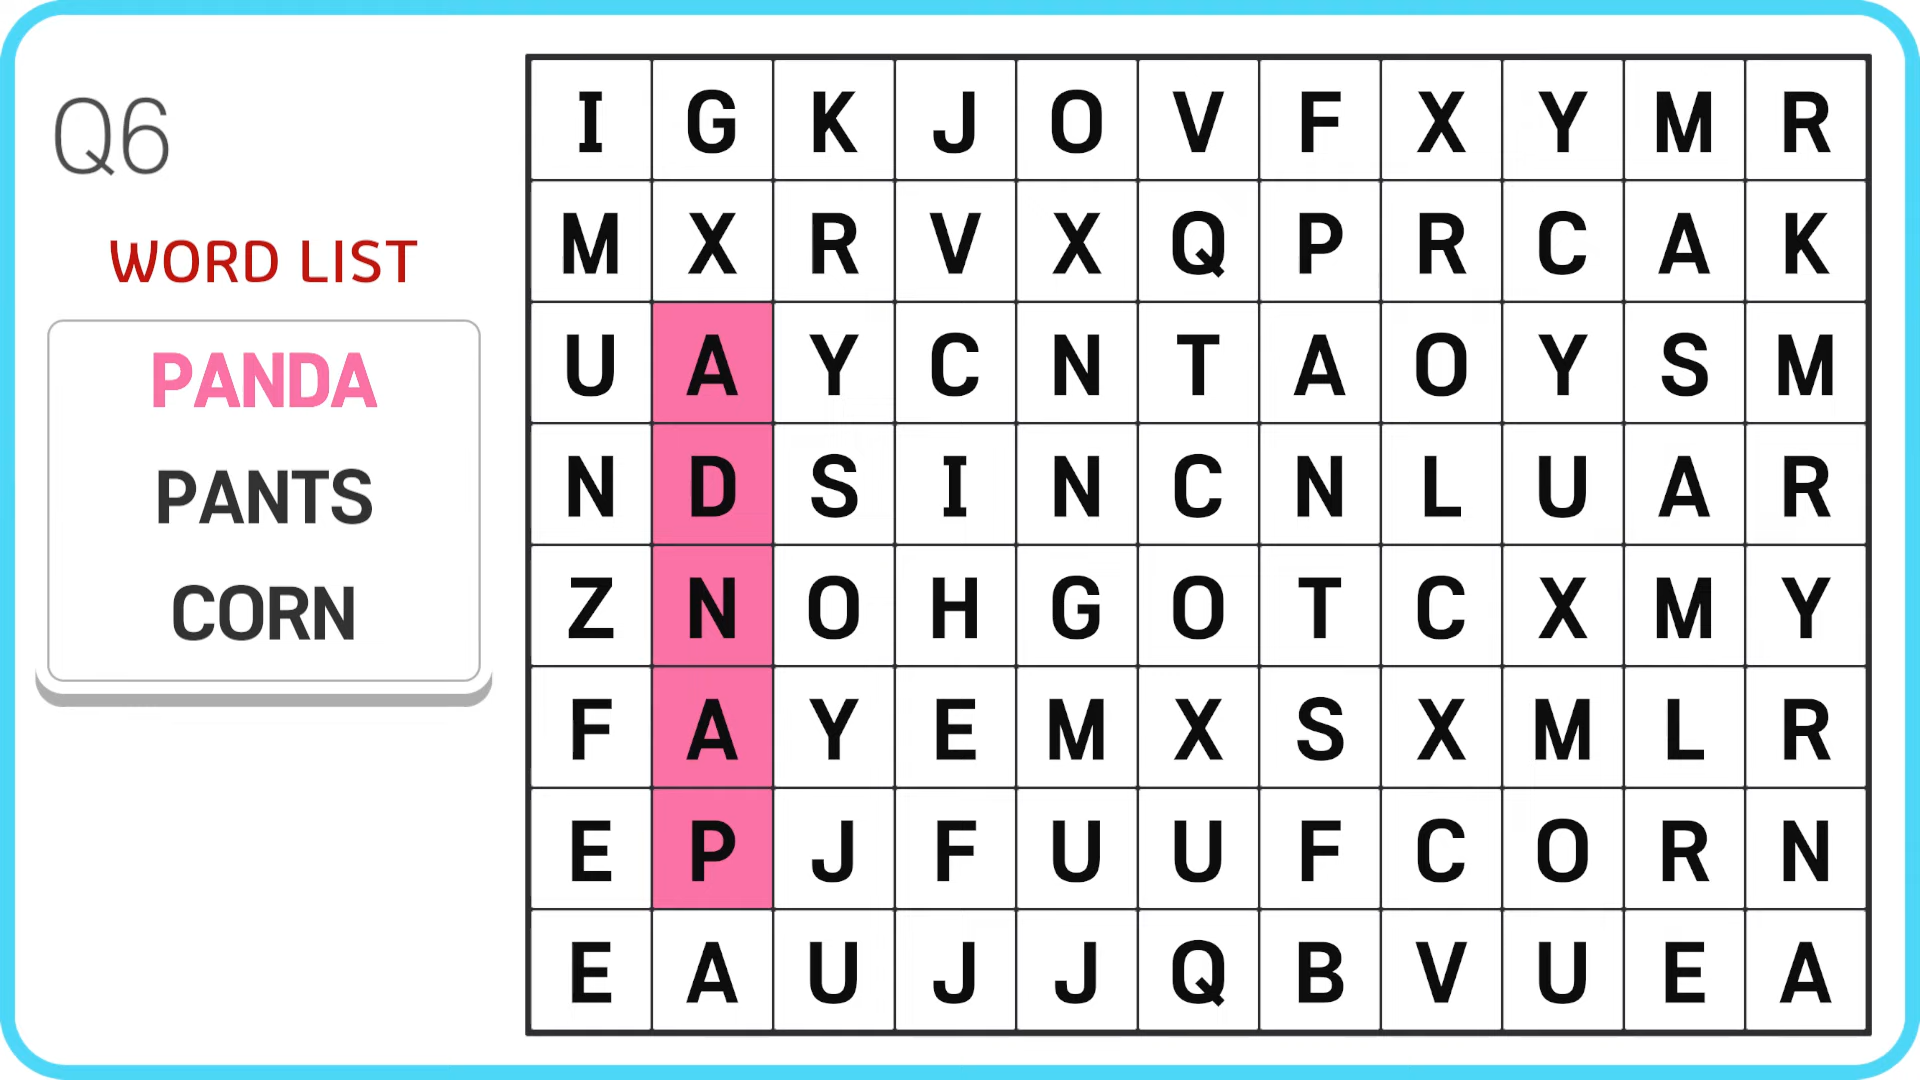 Q6
WORD LIST
PANDA
PANTS
CORN
I G K J O V F X Y M R
M X R V X Q P R C A K
U A Y C N T A O Y S M
N D S I N C N L U A R
Z N O H G O T C X M Y
F A Y E M X S X M L R
E P J F U U F C O R N
E A U J J Q B V U E A